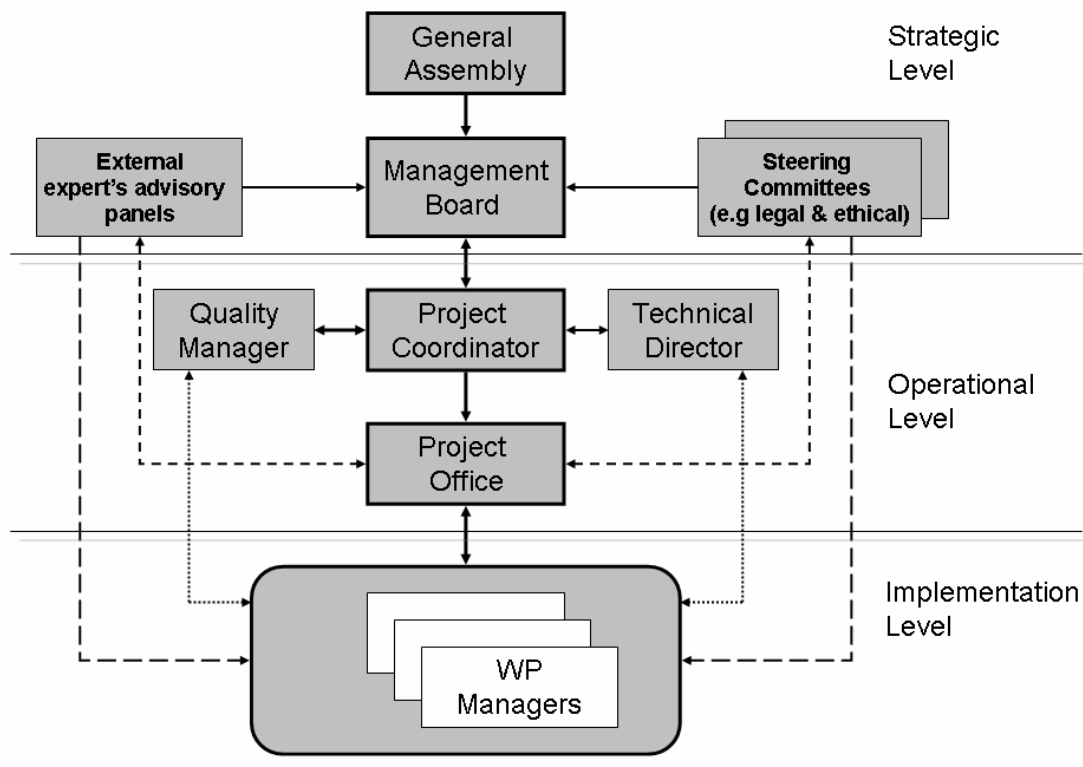 General
Assembly
Strategic
Level
External
expert's advisory
panels
Management
Board
Steering
Committees
(e.g legal & ethical)
Quality
Manager
Project
Coordinator
Technical
Director
Operational
Level
Project
Office
Implementation
Level
WP
Managers